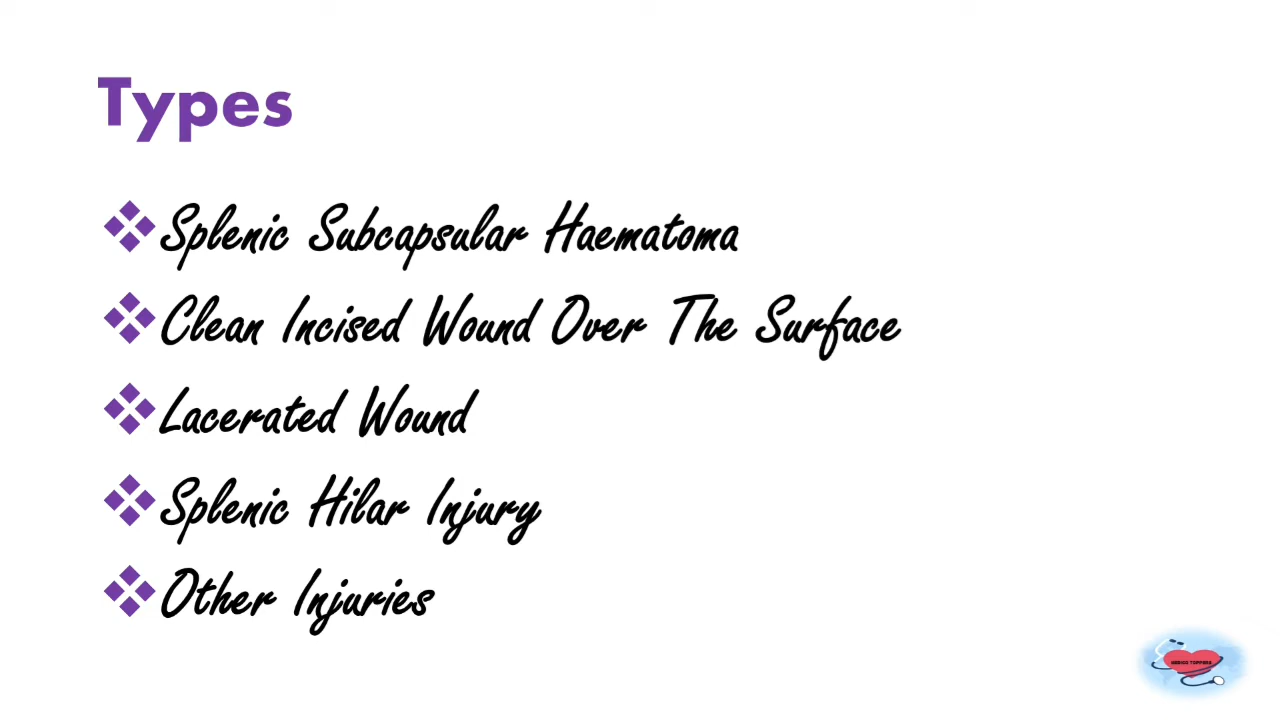 Types
Splenic Subcapsular Haematoma
Clean Incised Wound Over The Surface
Lacerated Wound
Splenic Hilar Injury
Other Injuries